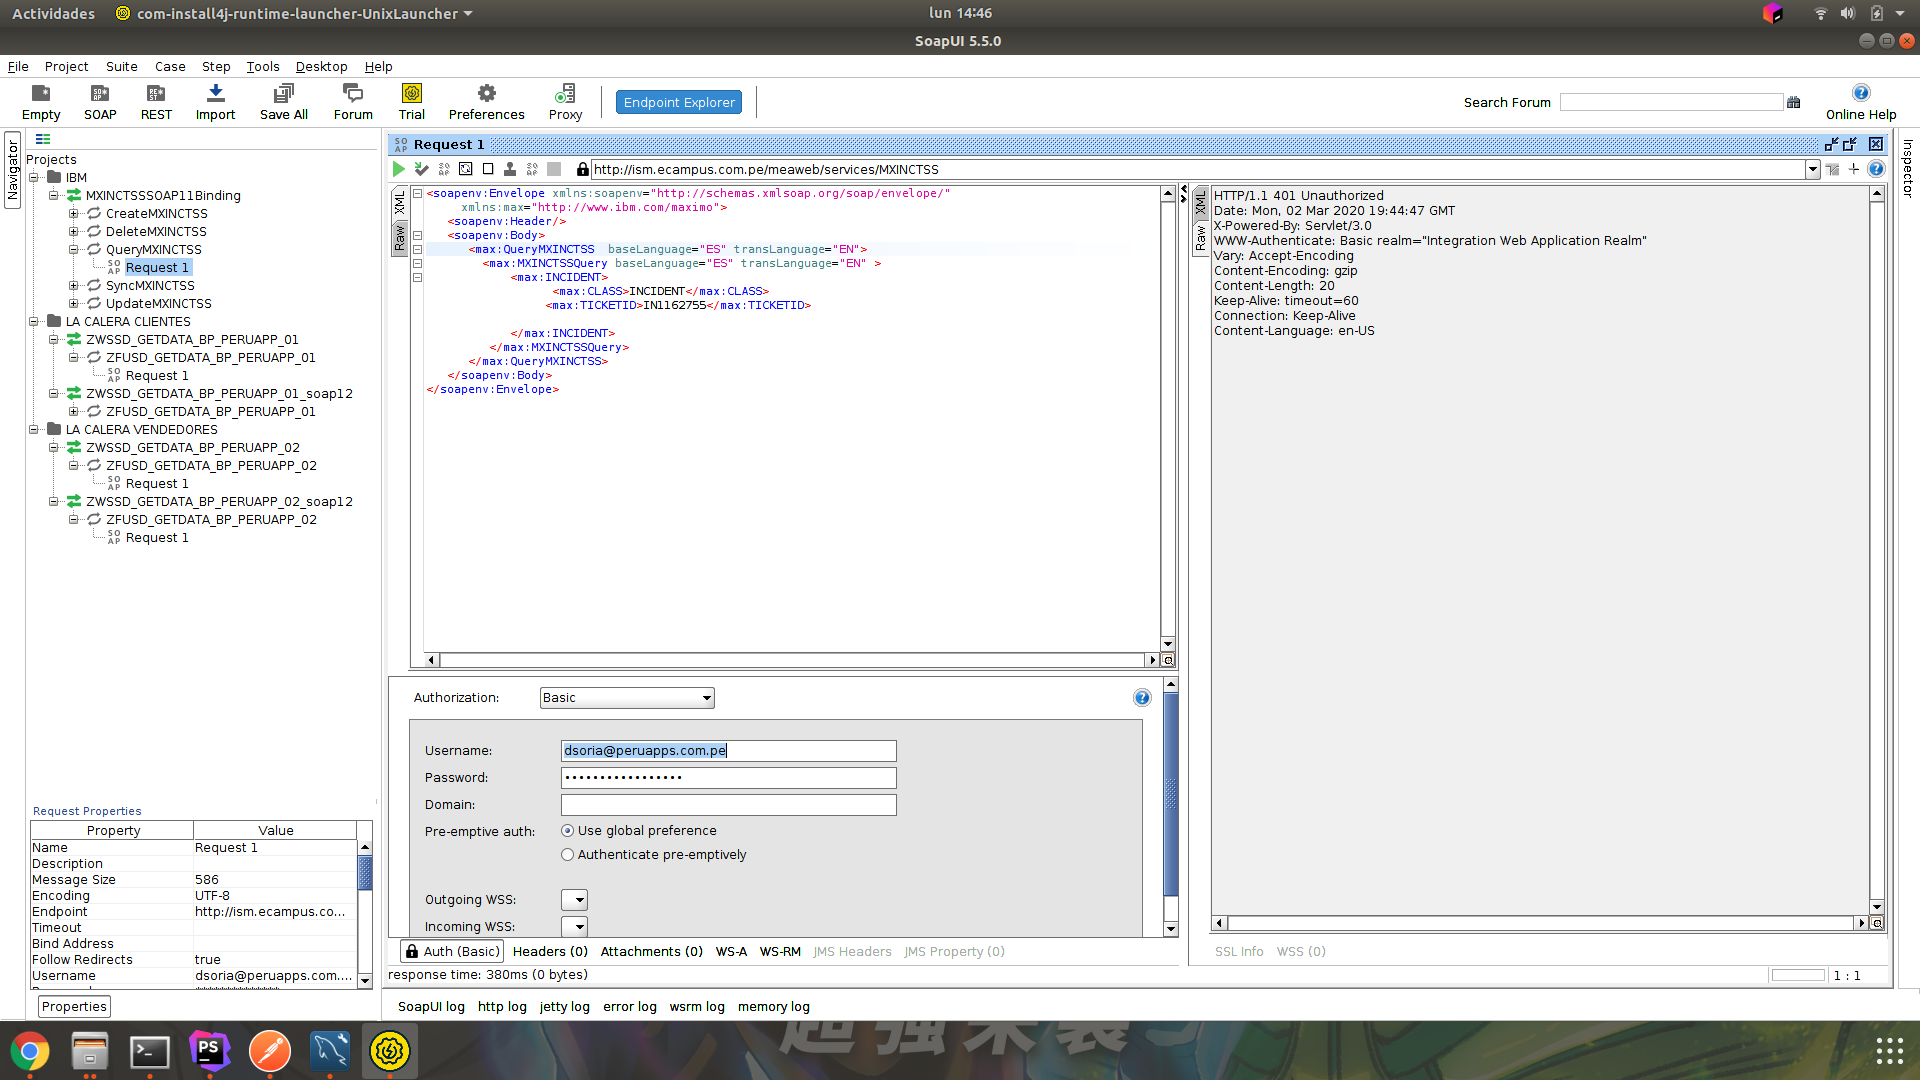 Actividades com-install4j-runtime-launcher-UnixLauncher lun 14:46
SoapUI 5.5.0
File Project Suite Case Step Tools Desktop Help
Empty SOAP REST Import Save All Forum Trial Preferences Proxy Endpoint Explorer Search Forum Online Help
Navigator
Projects
IBM
MXINCTSSSOAP11Binding
CreateMXINCTSS
DeleteMXINCTSS
QueryMXINCTSS
Request 1
SyncMXINCTSS
UpdateMXINCTSS
LA CALERA CLIENTES
ZWSSD_GETDATA_BP_PERUAPP_01
ZFUSD_GETDATA_BP_PERUAPP_01
Request 1
ZWSSD_GETDATA_BP_PERUAPP_01_soap12
ZFUSD_GETDATA_BP_PERUAPP_01
LA CALERA VENDEDORES
ZWSSD_GETDATA_BP_PERUAPP_02
ZFUSD_GETDATA_BP_PERUAPP_02
Request 1
ZWSSD_GETDATA_BP_PERUAPP_02_soap12
ZFUSD_GETDATA_BP_PERUAPP_02
Request 1
Request Properties
Property Value
Name Request 1
Description
Message Size 586
Encoding UTF-8
Endpoint http://ism.ecampus.co...
Timeout
Bind Address
Follow Redirects true
Username dsoria@peruapps.com....
Properties
Request 1
http://ism.ecampus.com.pe/meaweb/services/MXINCTSS
XML
Raw
<soapenv:Envelope xmlns:soapenv="http://schemas.xmlsoap.org/soap/envelope/"
xmlns:max="http://www.ibm.com/maximo">
<soapenv:Header/>
<soapenv:Body>
<max:QueryMXINCTSS baseLanguage="ES" transLanguage="EN">
<max:MXINCTSSQuery baseLanguage="ES" transLanguage="EN" >
<max:INCIDENT>
<max:CLASS>INCIDENT</max:CLASS>
<max:TICKETID>IN1162755</max:TICKETID>
</max:INCIDENT>
</max:MXINCTSSQuery>
</max:QueryMXINCTSS>
</soapenv:Body>
</soapenv:Envelope>
Authorization: Basic
Username: dsoria@peruapps.com.pe
Password: •••••••••••••••••
Domain:
Pre-emptive auth: Use global preference
Authenticate pre-emptively
Outgoing WSS:
Incoming WSS:
Auth (Basic) Headers (0) Attachments (0) WS-A WS-RM JMS Headers JMS Property (0)
response time: 380ms (0 bytes)
XML
Raw
HTTP/1.1 401 Unauthorized
Date: Mon, 02 Mar 2020 19:44:47 GMT
X-Powered-By: Servlet/3.0
WWW-Authenticate: Basic realm="Integration Web Application Realm"
Vary: Accept-Encoding
Content-Encoding: gzip
Content-Length: 20
Keep-Alive: timeout=60
Connection: Keep-Alive
Content-Language: en-US
SSL Info WSS (0)
1 : 1
Inspector
SoapUI log http log jetty log error log wsrm log memory log
PS